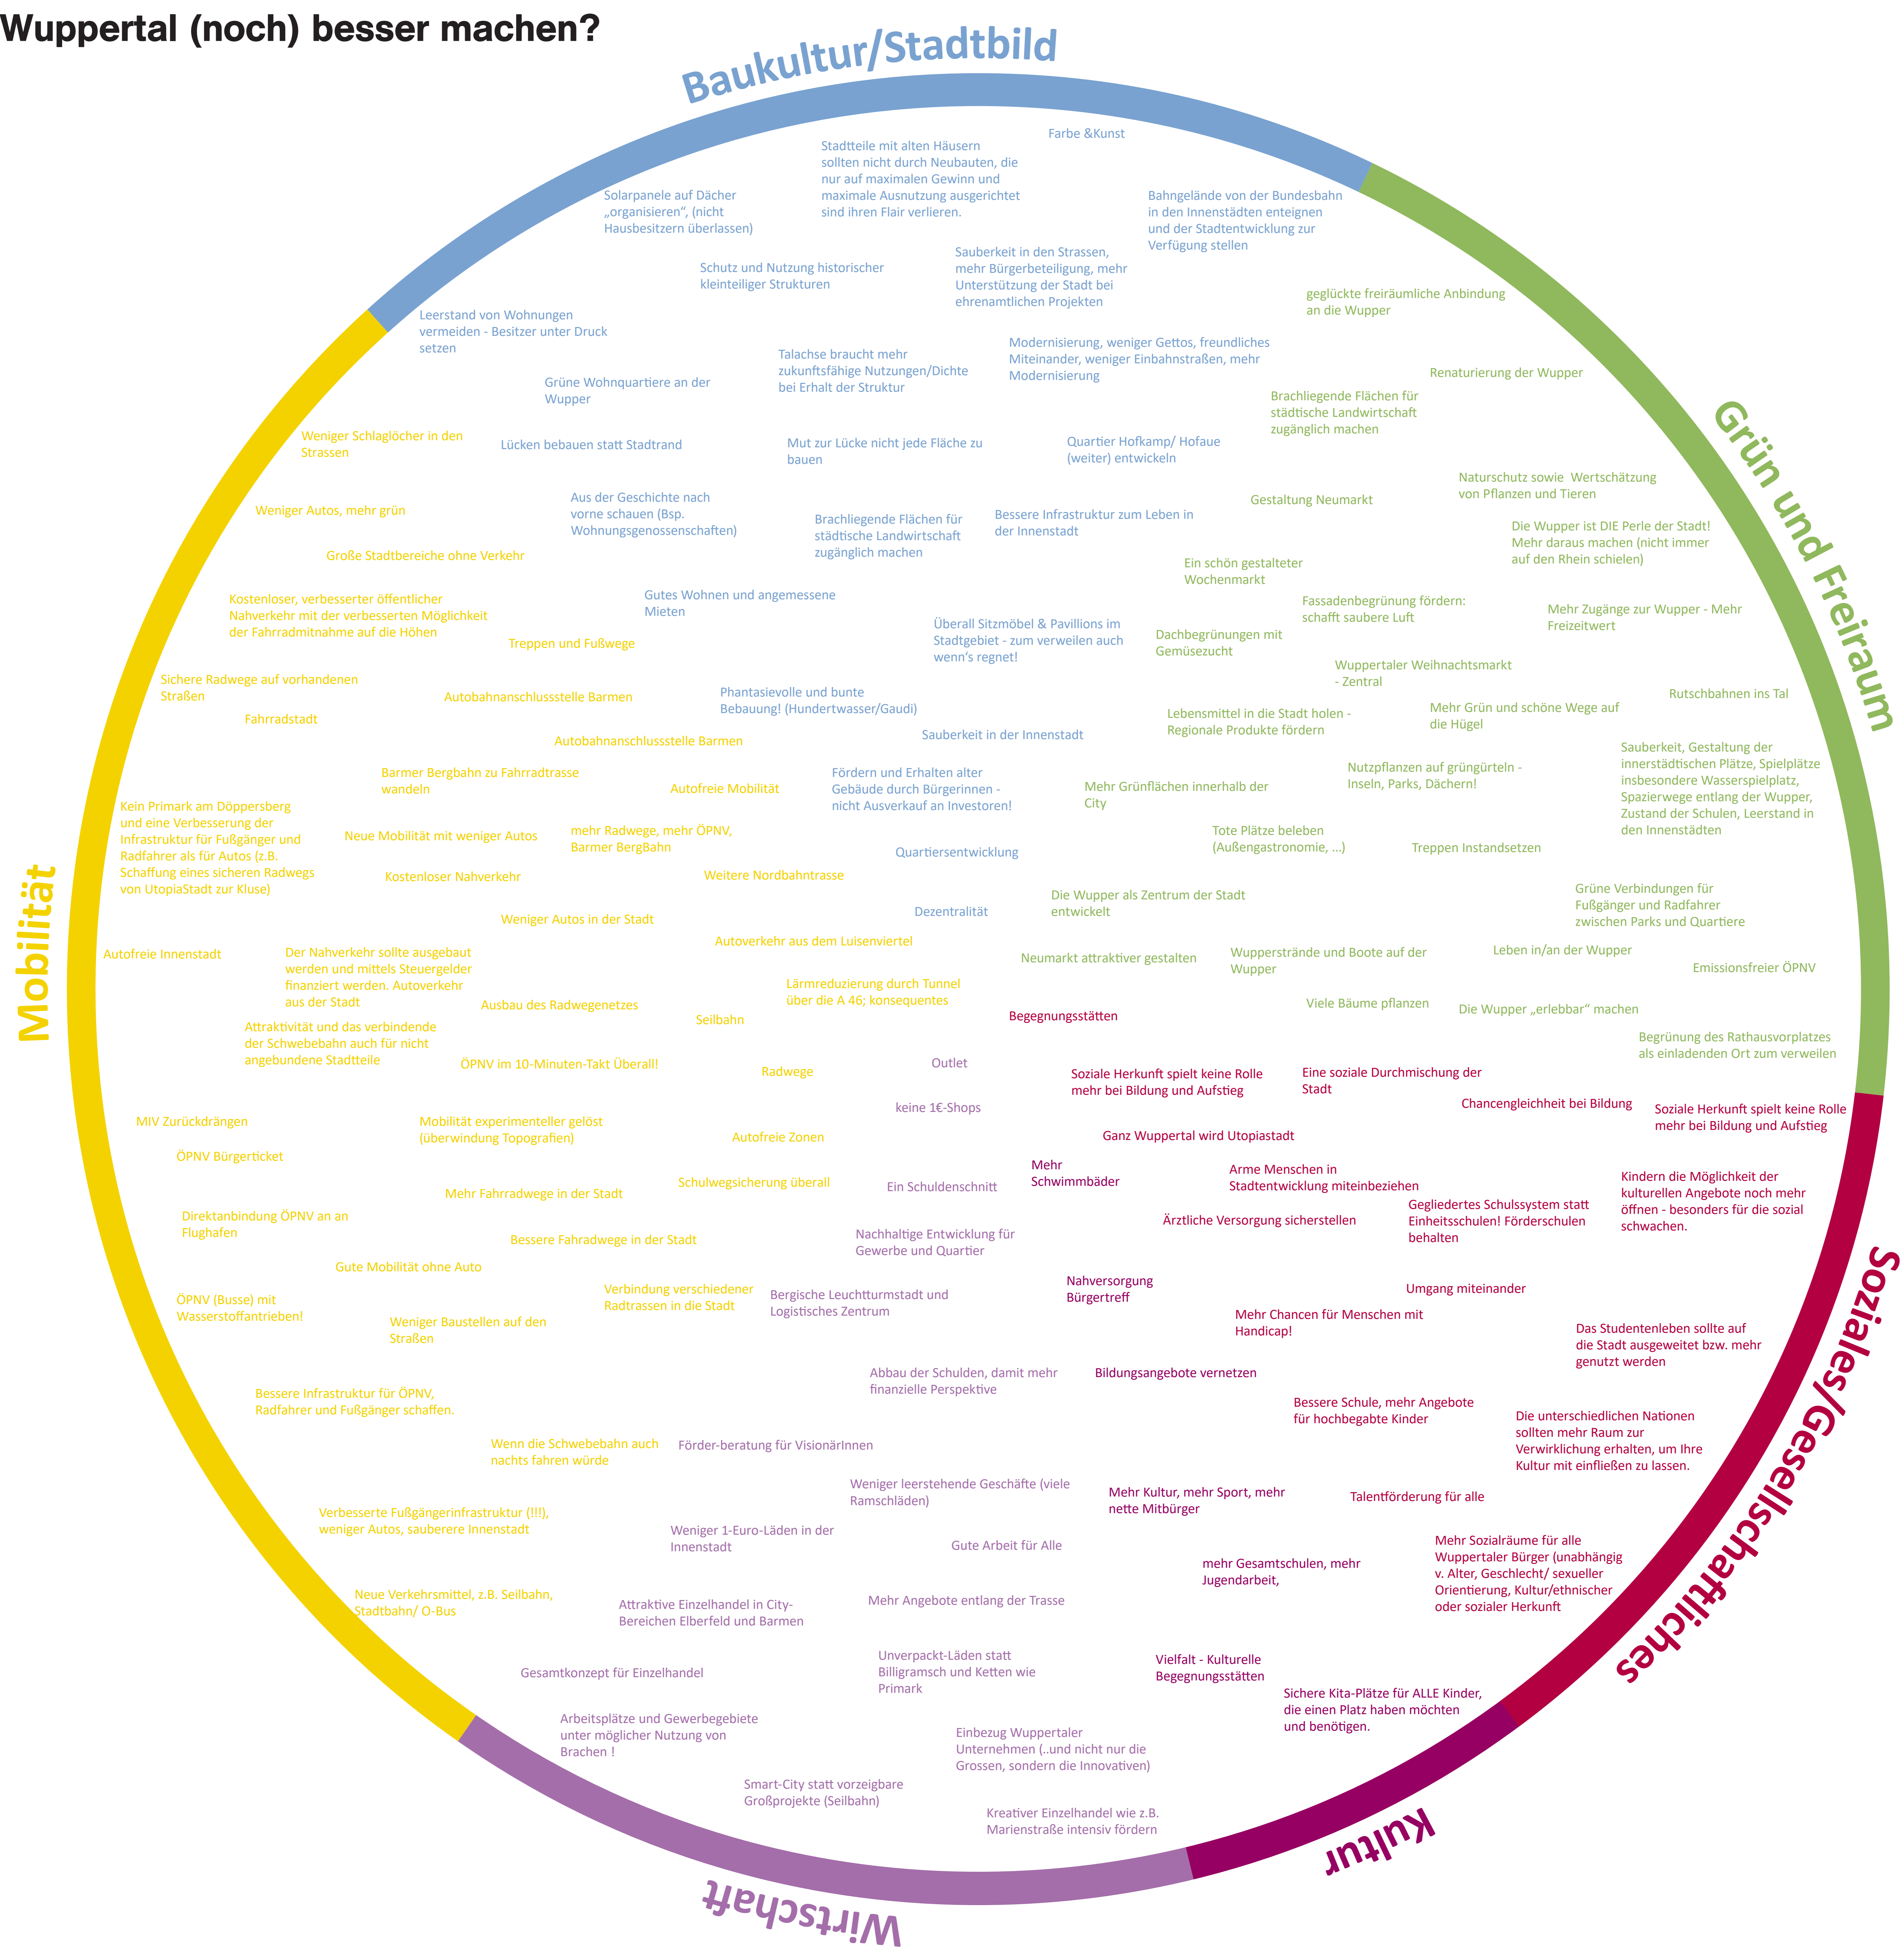 Wuppertal (noch) besser machen?
Baukultur/Stadtbild
Farbe &Kunst
Stadtteile mit alten Häusern
sollten nicht durch Neubauten, die
nur auf maximalen Gewinn und
maximale Ausnutzung ausgerichtet
sind ihren Flair verlieren.
Solarpanele auf Dächer
„organisieren“, (nicht
Hausbesitzern überlassen)
Bahngelände von der Bundesbahn
in den Innenstädten enteignen
und der Stadtentwicklung zur
Verfügung stellen
Sauberkeit in den Strassen,
mehr Bürgerbeteiligung, mehr
Unterstützung der Stadt bei
ehrenamtlichen Projekten
Schutz und Nutzung historischer
kleinteiliger Strukturen
Leerstand von Wohnungen
vermeiden - Besitzer unter Druck
setzen
Talachse braucht mehr
zukunftsfähige Nutzungen/Dichte
bei Erhalt der Struktur
Modernisierung, weniger Gettos, freundliches
Miteinander, weniger Einbahnstraßen, mehr
Modernisierung
Grüne Wohnquartiere an der
Wupper
Lücken bebauen statt Stadtrand
Mut zur Lücke nicht jede Fläche zu
bauen
Quartier Hofkamp/ Hofaue
(weiter) entwickeln
Aus der Geschichte nach
vorne schauen (Bsp.
Wohnungsgenossenschaften)
Brachliegende Flächen für
städtische Landwirtschaft
zugänglich machen
Bessere Infrastruktur zum Leben in
der Innenstadt
Gutes Wohnen und angemessene
Mieten
Überall Sitzmöbel & Pavillions im
Stadtgebiet - zum verweilen auch
wenn’s regnet!
Phantasievolle und bunte
Bebauung! (Hundertwasser/Gaudi)
Sauberkeit in der Innenstadt
Fördern und Erhalten alter
Gebäude durch Bürgerinnen -
nicht Ausverkauf an Investoren!
Quartiersentwicklung
Dezentralität
Grün und Freiraum
geglückte freiräumliche Anbindung
an die Wupper
Renaturierung der Wupper
Brachliegende Flächen für
städtische Landwirtschaft
zugänglich machen
Naturschutz sowie  Wertschätzung
von Pflanzen und Tieren
Gestaltung Neumarkt
Die Wupper ist DIE Perle der Stadt!
Mehr daraus machen (nicht immer
auf den Rhein schielen)
Ein schön gestalteter
Wochenmarkt
Fassadenbegrünung fördern:
schafft saubere Luft
Mehr Zugänge zur Wupper - Mehr
Freizeitwert
Dachbegrünungen mit
Gemüsezucht
Wuppertaler Weihnachtsmarkt
- Zentral
Rutschbahnen ins Tal
Lebensmittel in die Stadt holen -
Regionale Produkte fördern
Mehr Grün und schöne Wege auf
die Hügel
Sauberkeit, Gestaltung der
innerstädtischen Plätze, Spielplätze
insbesondere Wasserspielplatz,
Spazierwege entlang der Wupper,
Zustand der Schulen, Leerstand in
den Innenstädten
Nutzpflanzen auf grüngürteln -
Inseln, Parks, Dächern!
Mehr Grünflächen innerhalb der
City
Tote Plätze beleben
(Außengastronomie, ...)
Treppen Instandsetzen
Die Wupper als Zentrum der Stadt
entwickelt
Grüne Verbindungen für
Fußgänger und Radfahrer
zwischen Parks und Quartiere
Neumarkt attraktiver gestalten
Wupperstrände und Boote auf der
Wupper
Leben in/an der Wupper
Emissionsfreier ÖPNV
Viele Bäume pflanzen
Die Wupper „erlebbar“ machen
Begrünung des Rathausvorplatzes
als einladenden Ort zum verweilen
Mobilität
Weniger Schlaglöcher in den
Strassen
Weniger Autos, mehr grün
Große Stadtbereiche ohne Verkehr
Kostenloser, verbesserter öffentlicher
Nahverkehr mit der verbesserten Möglichkeit
der Fahrradmitnahme auf die Höhen
Treppen und Fußwege
Sichere Radwege auf vorhandenen
Straßen
Autobahnanschlussstelle Barmen
Fahrradstadt
Autobahnanschlussstelle Barmen
Barmer Bergbahn zu Fahrradtrasse
wandeln
Autofreie Mobilität
Kein Primark am Döppersberg
und eine Verbesserung der
Infrastruktur für Fußgänger und
Radfahrer als für Autos (z.B.
Schaffung eines sicheren Radwegs
von UtopiaStadt zur Kluse)
Neue Mobilität mit weniger Autos
mehr Radwege, mehr ÖPNV,
Barmer BergBahn
Kostenloser Nahverkehr
Weitere Nordbahntrasse
Weniger Autos in der Stadt
Autoverkehr aus dem Luisenviertel
Autofreie Innenstadt
Der Nahverkehr sollte ausgebaut
werden und mittels Steuergelder
finanziert werden. Autoverkehr
aus der Stadt
Lärmreduzierung durch Tunnel
über die A 46; konsequentes
Ausbau des Radwegenetzes
Seilbahn
Attraktivität und das verbindende
der Schwebebahn auch für nicht
angebundene Stadtteile
ÖPNV im 10-Minuten-Takt Überall!
Radwege
MIV Zurückdrängen
Mobilität experimenteller gelöst
(überwindung Topografien)
Autofreie Zonen
ÖPNV Bürgerticket
Schulwegsicherung überall
Mehr Fahrradwege in der Stadt
Direktanbindung ÖPNV an an
Flughafen
Bessere Fahradwege in der Stadt
Gute Mobilität ohne Auto
Verbindung verschiedener
Radtrassen in die Stadt
ÖPNV (Busse) mit
Wasserstoffantrieben!
Weniger Baustellen auf den
Straßen
Bessere Infrastruktur für ÖPNV,
Radfahrer und Fußgänger schaffen.
Wenn die Schwebebahn auch
nachts fahren würde
Verbesserte Fußgängerinfrastruktur (!!!),
weniger Autos, sauberere Innenstadt
Neue Verkehrsmittel, z.B. Seilbahn,
Stadtbahn/ O-Bus
Outlet
keine 1€-Shops
Ein Schuldenschnitt
Nachhaltige Entwicklung für
Gewerbe und Quartier
Bergische Leuchtturmstadt und
Logistisches Zentrum
Abbau der Schulden, damit mehr
finanzielle Perspektive
Förder-beratung für VisionärInnen
Weniger leerstehende Geschäfte (viele
Ramschläden)
Weniger 1-Euro-Läden in der
Innenstadt
Gute Arbeit für Alle
Attraktive Einzelhandel in City-
Bereichen Elberfeld und Barmen
Mehr Angebote entlang der Trasse
Gesamtkonzept für Einzelhandel
Unverpackt-Läden statt
Billigramsch und Ketten wie
Primark
Arbeitsplätze und Gewerbegebiete
unter möglicher Nutzung von
Brachen !
Einbezug Wuppertaler
Unternehmen (..und nicht nur die
Grossen, sondern die Innovativen)
Smart-City statt vorzeigbare
Großprojekte (Seilbahn)
Kreativer Einzelhandel wie z.B.
Marienstraße intensiv fördern
Wirtschaft
Begegnungsstätten
Soziale Herkunft spielt keine Rolle
mehr bei Bildung und Aufstieg
Eine soziale Durchmischung der
Stadt
Chancengleichheit bei Bildung
Soziale Herkunft spielt keine Rolle
mehr bei Bildung und Aufstieg
Ganz Wuppertal wird Utopiastadt
Mehr
Schwimmbäder
Arme Menschen in
Stadtentwicklung miteinbeziehen
Kindern die Möglichkeit der
kulturellen Angebote noch mehr
öffnen - besonders für die sozial
schwachen.
Gegliedertes Schulssystem statt
Einheitsschulen! Förderschulen
behalten
Ärztliche Versorgung sicherstellen
Nahversorgung
Bürgertreff
Umgang miteinander
Mehr Chancen für Menschen mit
Handicap!
Das Studentenleben sollte auf
die Stadt ausgeweitet bzw. mehr
genutzt werden
Bildungsangebote vernetzen
Bessere Schule, mehr Angebote
für hochbegabte Kinder
Die unterschiedlichen Nationen
sollten mehr Raum zur
Verwirklichung erhalten, um Ihre
Kultur mit einfließen zu lassen.
Mehr Kultur, mehr Sport, mehr
nette Mitbürger
Talentförderung für alle
Mehr Sozialräume für alle
Wuppertaler Bürger (unabhängig
v. Alter, Geschlecht/ sexueller
Orientierung, Kultur/ethnischer
oder sozialer Herkunft
mehr Gesamtschulen, mehr
Jugendarbeit,
Vielfalt - Kulturelle
Begegnungsstätten
Sichere Kita-Plätze für ALLE Kinder,
die einen Platz haben möchten
und benötigen.
Soziales/Gesellschaftliches
Kultur